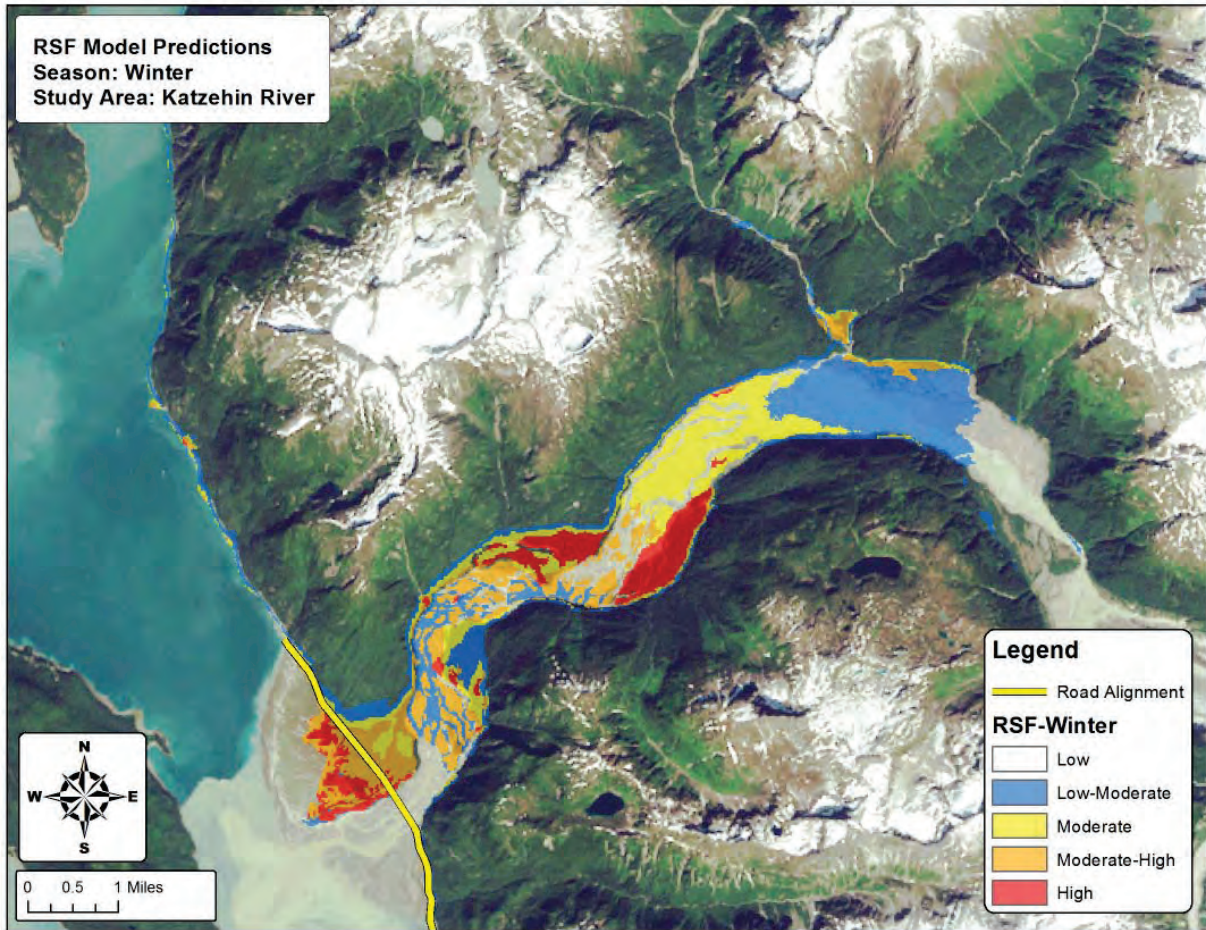 RSF Model Predictions
Season: Winter
Study Area: Katzehin River
N
W
E
S
0 0.5 1 Miles
Legend
Road Alignment
RSF-Winter
Low
Low-Moderate
Moderate
Moderate-High
High